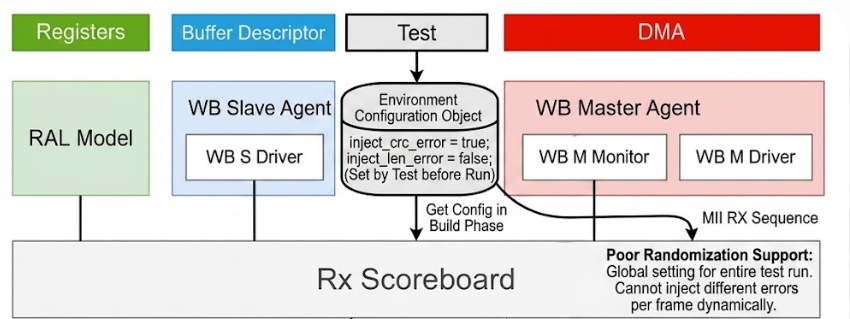 Registers
Buffer Descriptor
Test
DMA
RAL Model
WB Slave Agent
WB S Driver
Environment
Configuration Object
inject_crc_error = true;
inject_len_error = false;
(Set by Test before Run)
WB Master Agent
WB M Monitor
WB M Driver
Get Config in
Build Phase
MII RX Sequence
Rx Scoreboard
Poor Randomization Support:
Global setting for entire test run.
Cannot inject different errors
per frame dynamically.